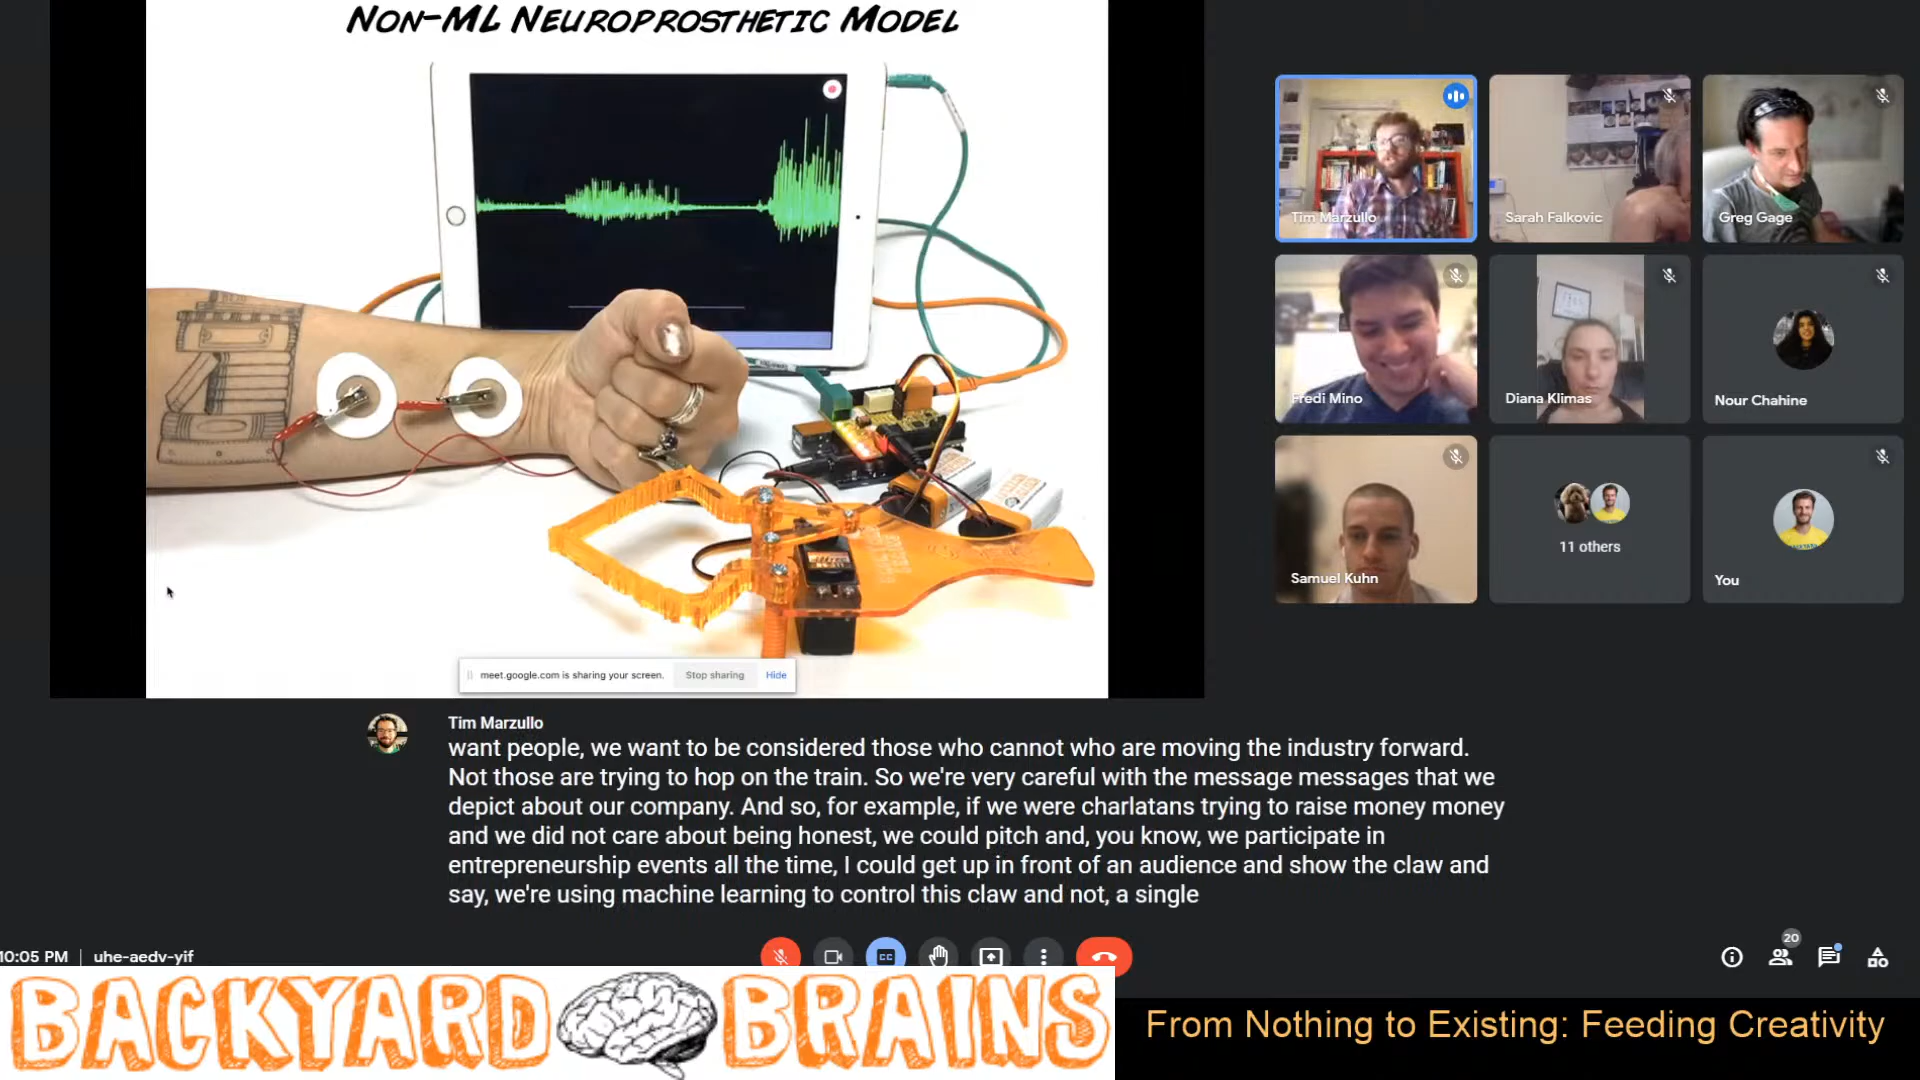 NON-ML NEUROPROSTHETIC MODEL
Tim Marzullo
Sarah Falkovic
Greg Gage
Fredi Mino
Diana Klimas
Nour Chahine
Samuel Kuhn
11 others
You
meet.google.com is sharing your screen.
Stop sharing
Hide
Tim Marzullo
want people, we want to be considered those who cannot who are moving the industry forward.
Not those are trying to hop on the train. So we're very careful with the message messages that we
depict about our company. And so, for example, if we were charlatans trying to raise money money
and we did not care about being honest, we could pitch and, you know, we participate in
entrepreneurship events all the time, I could get up in front of an audience and show the claw and
say, we're using machine learning to control this claw and not, a single
10:05 PM | uhe-aedv-yif
CC
20
BACKYARD BRAINS
From Nothing to Existing: Feeding Creativity